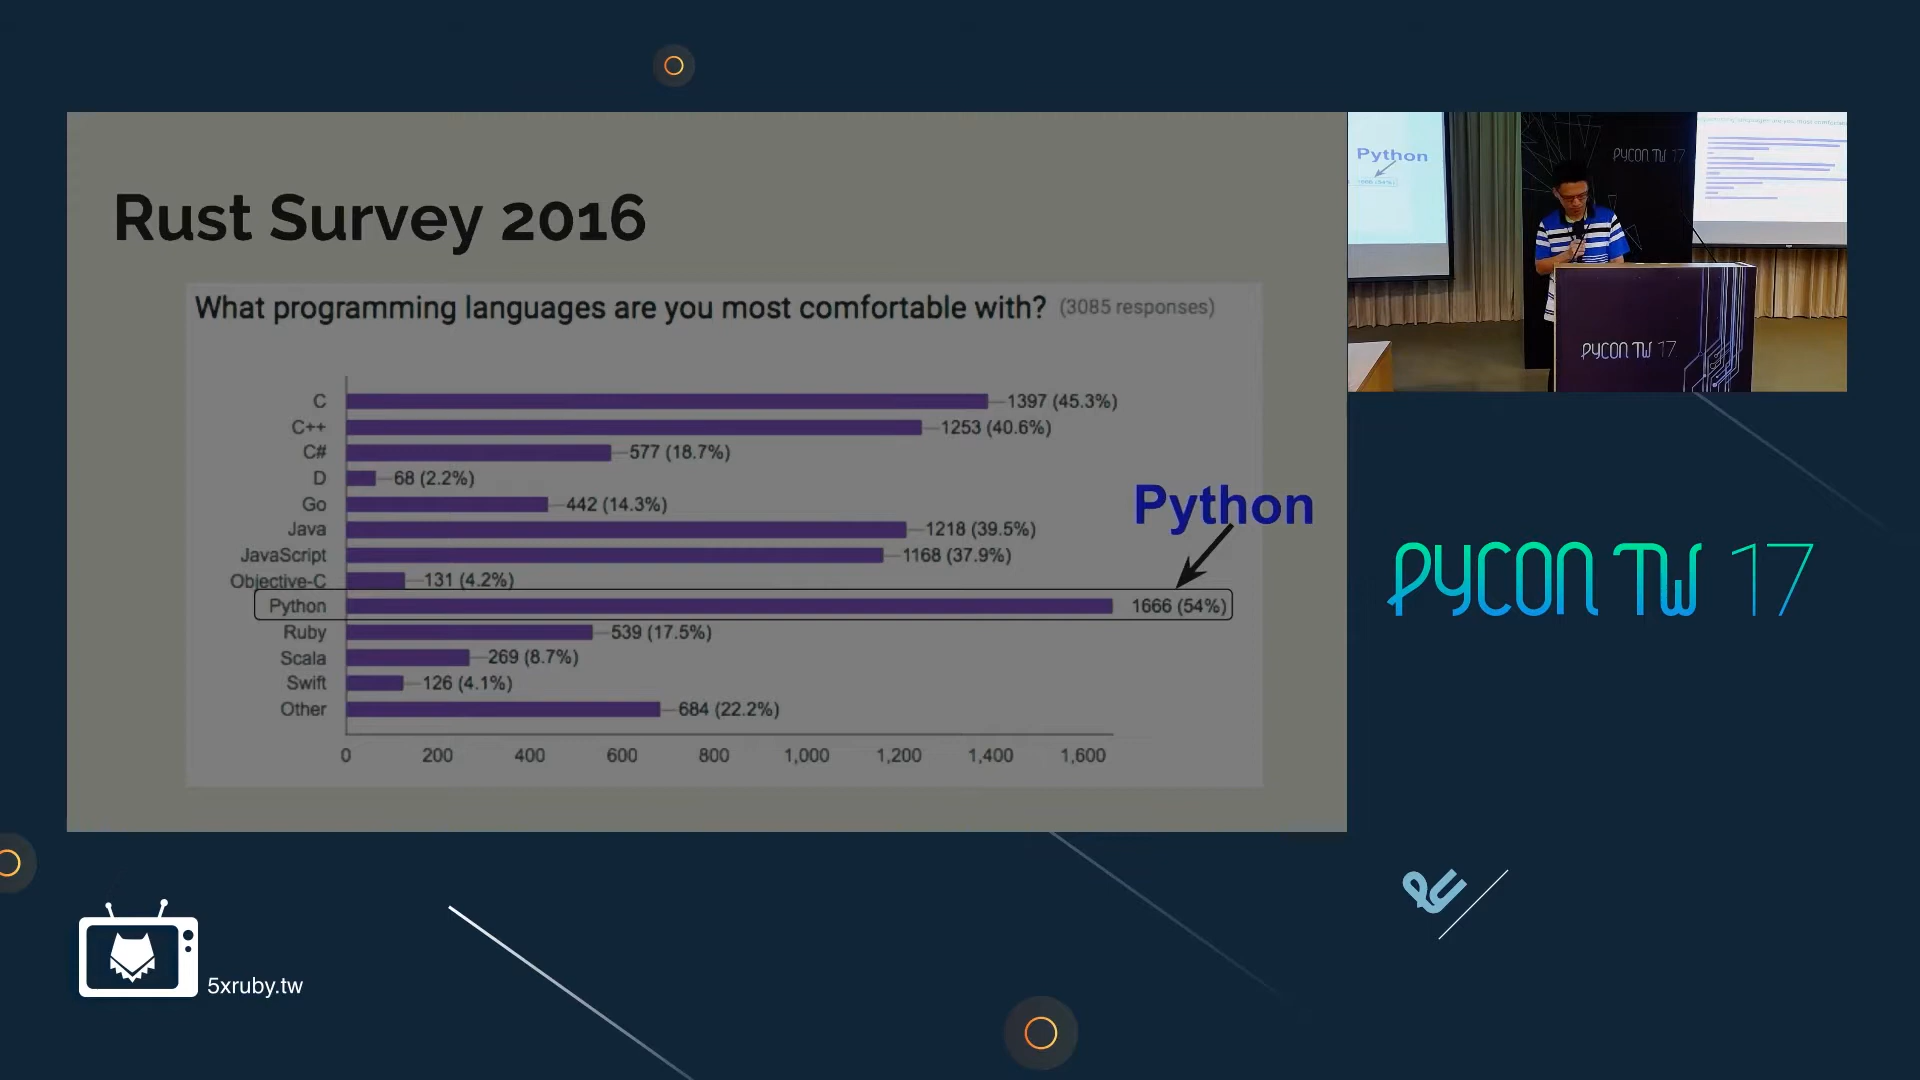 Rust Survey 2016
What programming languages are you most comfortable with? (3085 responses)
C 1397 (45.3%)
C++ 1253 (40.6%)
C# 577 (18.7%)
D 68 (2.2%)
Go 442 (14.3%)
Java 1218 (39.5%)
JavaScript 1168 (37.9%)
Objective-C 131 (4.2%)
Python 1666 (54%)
Ruby 539 (17.5%)
Scala 269 (8.7%)
Swift 126 (4.1%)
Other 684 (22.2%)
0 200 400 600 800 1,000 1,200 1,400 1,600
Python
Python
PYCON TW 17
PYCON TW 17
PYCON TW 17
5xruby.tw